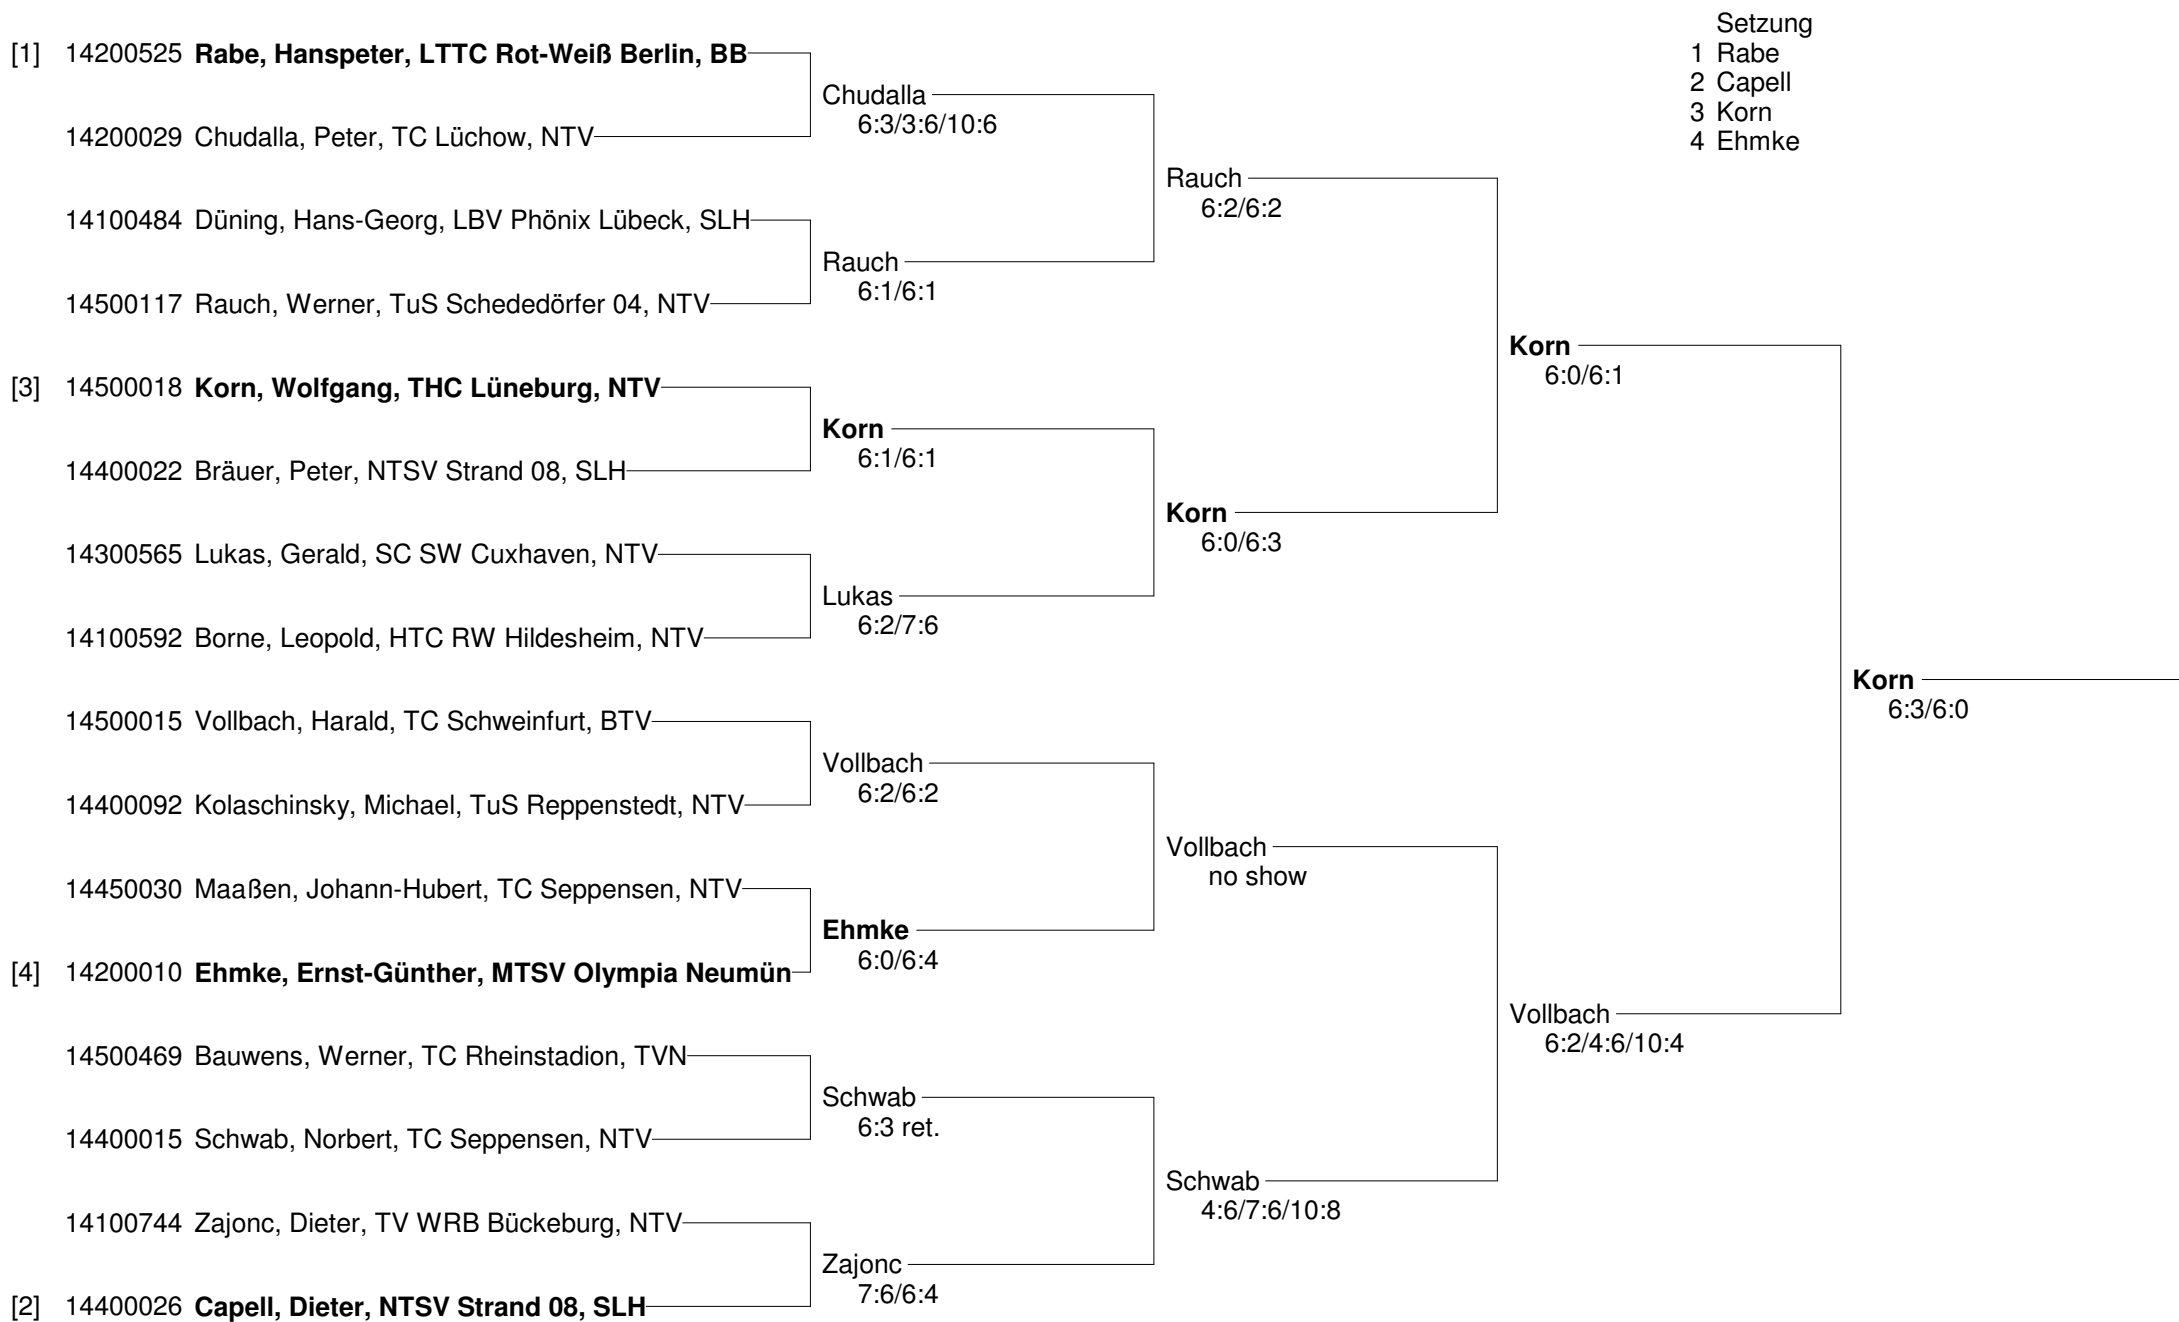 Setzung
1 Rabe
2 Capell
3 Korn
4 Ehmke
[1] 14200525 Rabe, Hanspeter, LTTC Rot-Weiß Berlin, BB
14200029 Chudalla, Peter, TC Lüchow, NTV
14100484 Düning, Hans-Georg, LBV Phönix Lübeck, SLH
14500117 Rauch, Werner, TuS Schededörfer 04, NTV
[3] 14500018 Korn, Wolfgang, THC Lüneburg, NTV
14400022 Bräuer, Peter, NTSV Strand 08, SLH
14300565 Lukas, Gerald, SC SW Cuxhaven, NTV
14100592 Borne, Leopold, HTC RW Hildesheim, NTV
14500015 Vollbach, Harald, TC Schweinfurt, BTV
14400092 Kolaschinsky, Michael, TuS Reppenstedt, NTV
14450030 Maaßen, Johann-Hubert, TC Seppensen, NTV
[4] 14200010 Ehmke, Ernst-Günther, MTSV Olympia Neumün
14500469 Bauwens, Werner, TC Rheinstadion, TVN
14400015 Schwab, Norbert, TC Seppensen, NTV
14100744 Zajonc, Dieter, TV WRB Bückeburg, NTV
[2] 14400026 Capell, Dieter, NTSV Strand 08, SLH
Chudalla
6:3/3:6/10:6
Rauch
6:1/6:1
Korn
6:1/6:1
Lukas
6:2/7:6
Vollbach
6:2/6:2
Ehmke
6:0/6:4
Schwab
6:3 ret.
Zajonc
7:6/6:4
Rauch
6:2/6:2
Korn
6:0/6:3
Vollbach
no show
Schwab
4:6/7:6/10:8
Korn
6:0/6:1
Vollbach
6:2/4:6/10:4
Korn
6:3/6:0